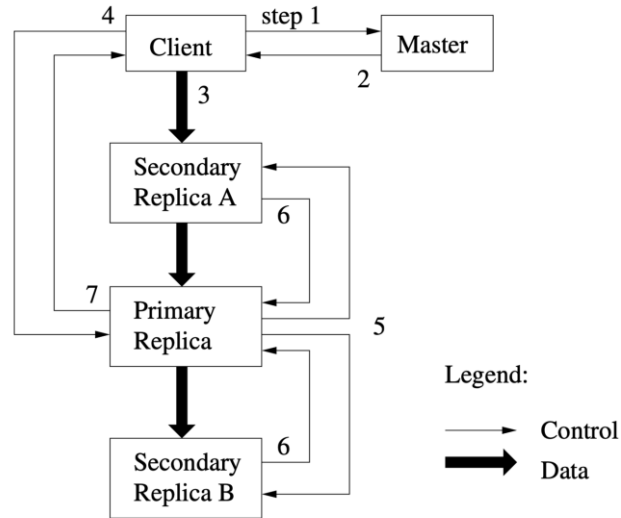 4
step 1
Client
Master
2
3
Secondary
Replica A
6
7
Primary
Replica
5
Legend:
Control
6
Secondary
Replica B
Data